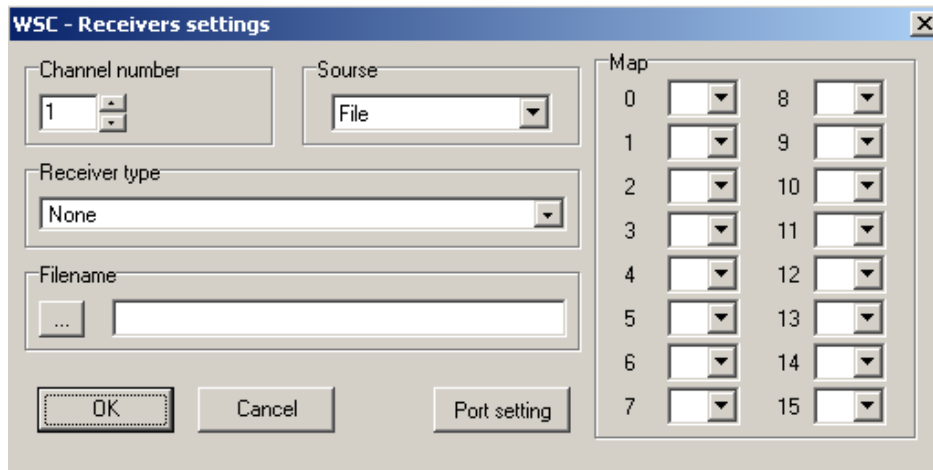 WSC - Receivers settings
Channel number
1
Sourse
File
Receiver type
None
Filename
...
OK
Cancel
Port setting
Map
0 8
1 9
2 10
3 11
4 12
5 13
6 14
7 15